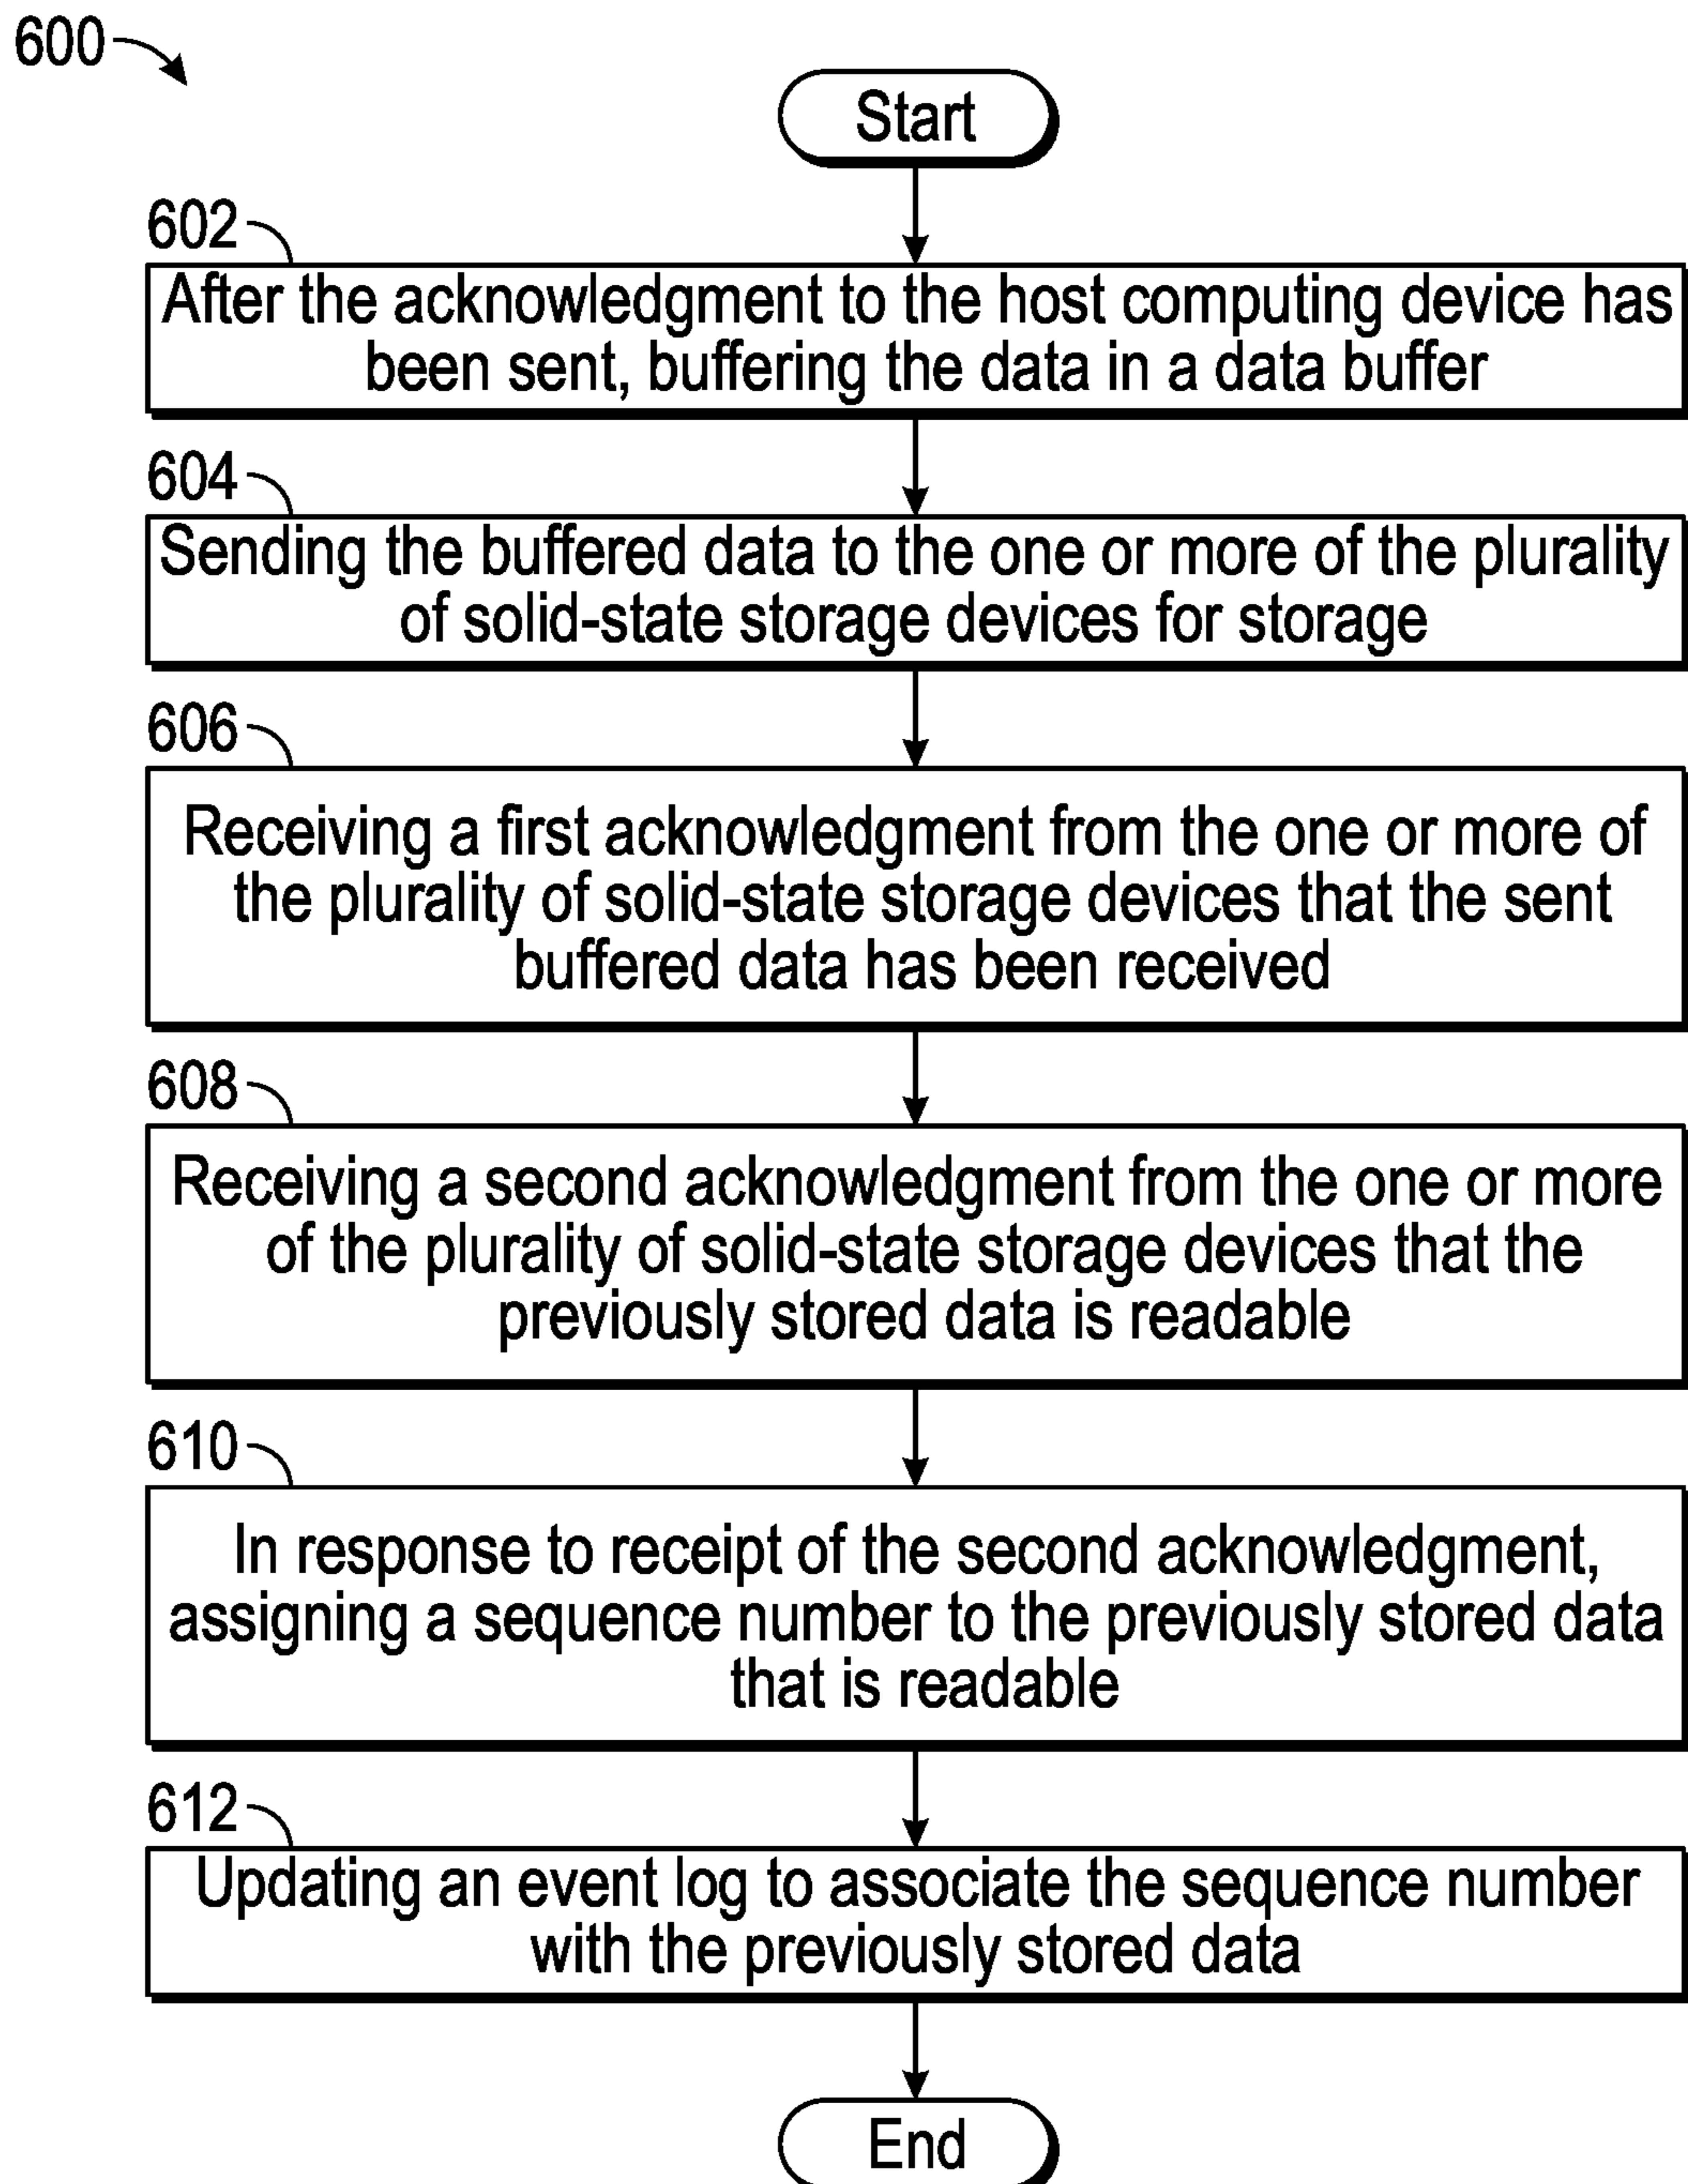 600
Start
602
After the acknowledgment to the host computing device has
been sent, buffering the data in a data buffer
604
Sending the buffered data to the one or more of the plurality
of solid-state storage devices for storage
606
Receiving a first acknowledgment from the one or more of
the plurality of solid-state storage devices that the sent
buffered data has been received
608
Receiving a second acknowledgment from the one or more
of the plurality of solid-state storage devices that the
previously stored data is readable
610
In response to receipt of the second acknowledgment,
assigning a sequence number to the previously stored data
that is readable
612
Updating an event log to associate the sequence number
with the previously stored data
End